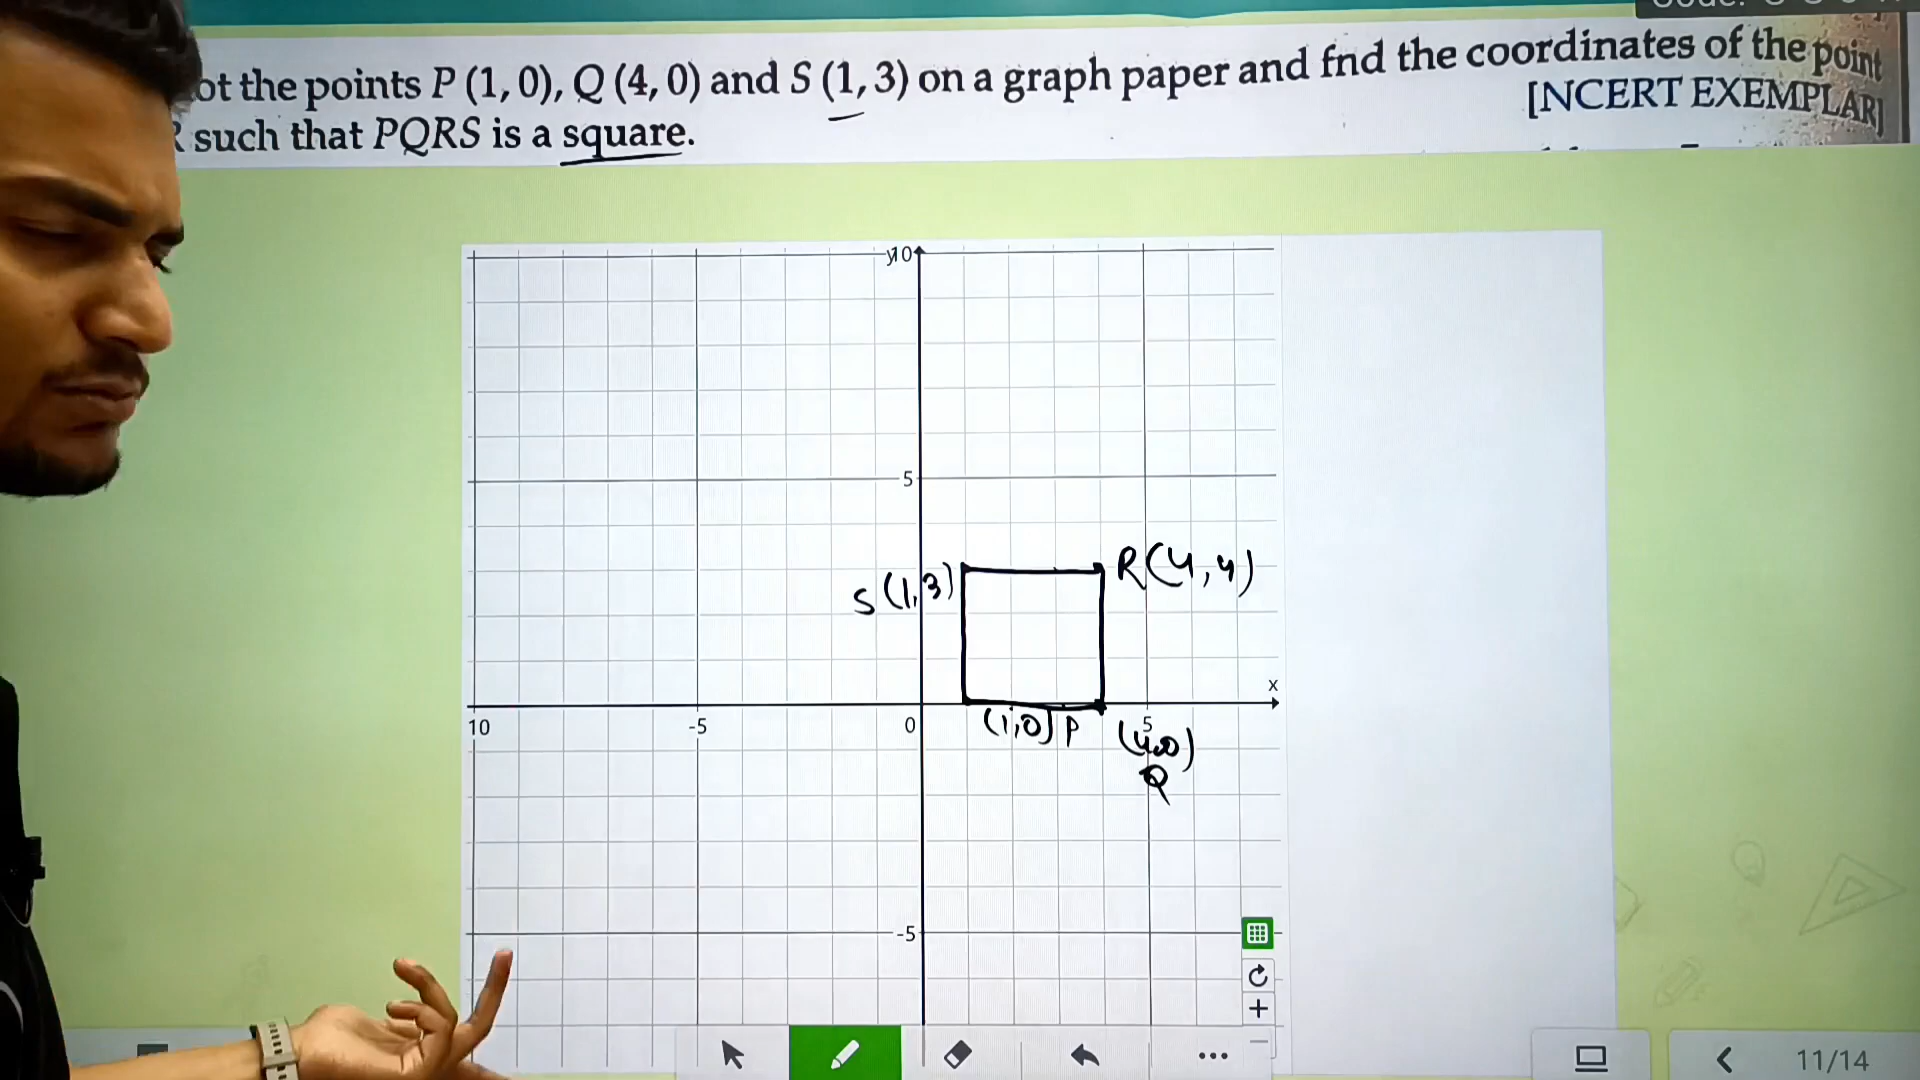 ot the points P (1, 0), Q (4, 0) and S (1, 3) on a graph paper and fnd the coordinates of the point
[NCERT EXEMPLAR]
such that PQRS is a square.
y10
5
R(4,4)
S(1,3)
x
10 -5 0 (1,0) P 5
(4,0)
Q
-5
11/14